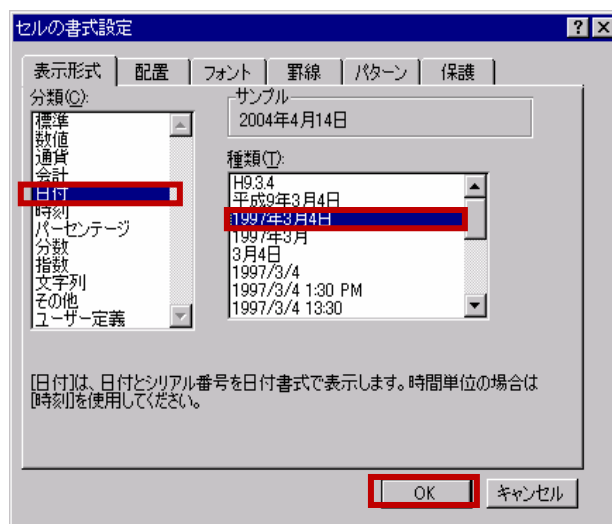 セルの書式設定
表示形式 配置 フォント 罫線 パターン 保護
分類(C):
標準
数値
通貨
会計
日付
時刻
パーセンテージ
分数
指数
文字列
その他
ユーザー定義
サンプル
2004年4月14日
種類(T):
H9.3.4
平成9年3月4日
1997年3月4日
1997年3月
3月4日
1997/3/4
1997/3/4 1:30 PM
1997/3/4 13:30
[日付]は、日付とシリアル番号を日付書式で表示します。時間単位の場合は
[時刻]を使用してください。
OK キャンセル